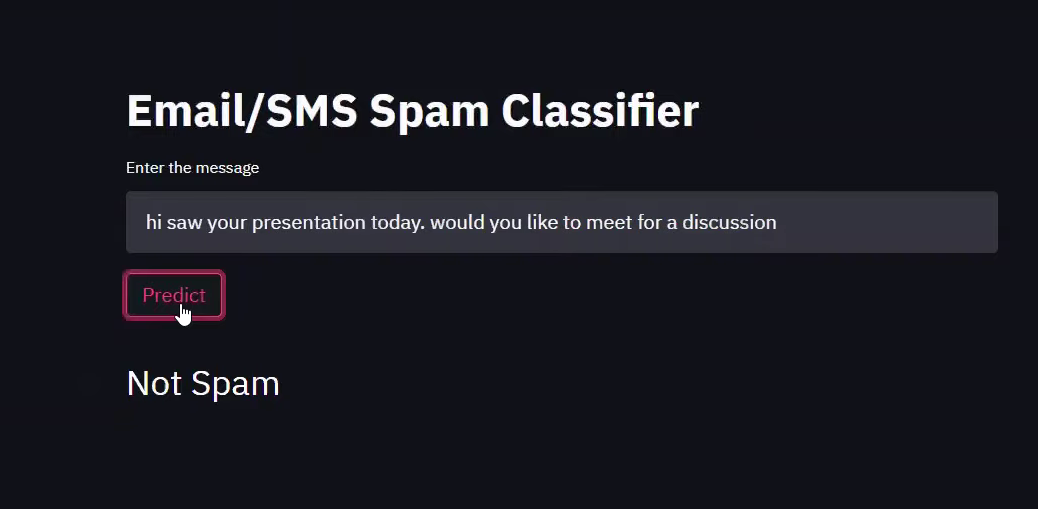 Email/SMS Spam Classifier
Enter the message
hi saw your presentation today. would you like to meet for a discussion
Predict
Not Spam